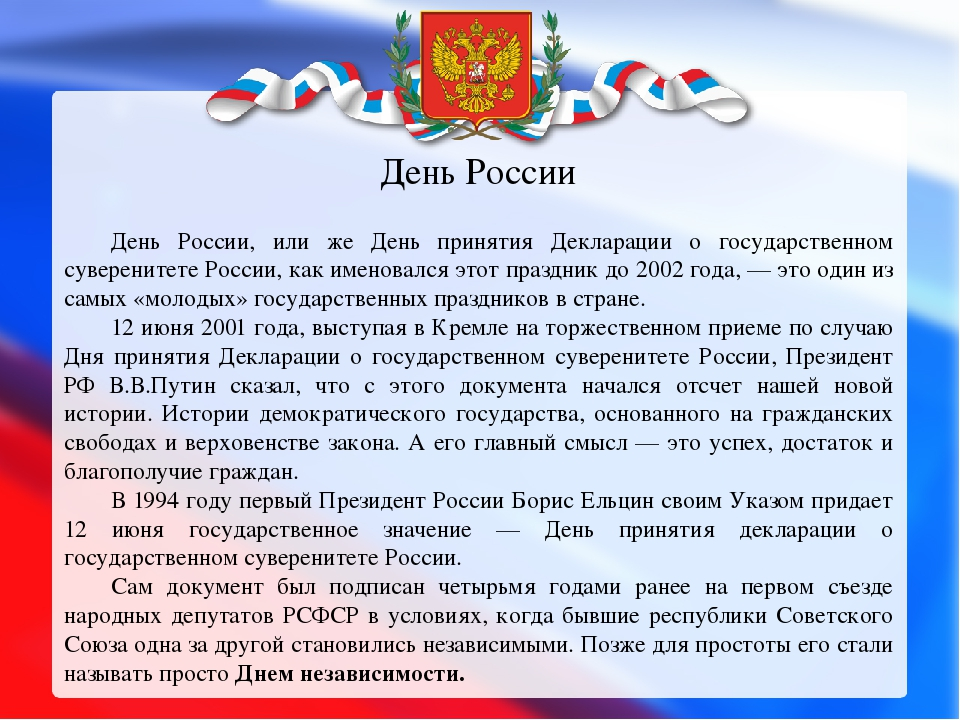 День России
День России, или же День принятия Декларации о государственном
суверенитете России, как именовался этот праздник до 2002 года, — это один из
самых «молодых» государственных праздников в стране.
12 июня 2001 года, выступая в Кремле на торжественном приеме по случаю
Дня принятия Декларации о государственном суверенитете России, Президент
РФ В.В.Путин сказал, что с этого документа начался отсчет нашей новой
истории. Истории демократического государства, основанного на гражданских
свободах и верховенстве закона. А его главный смысл — это успех, достаток и
благополучие граждан.
В 1994 году первый Президент России Борис Ельцин своим Указом придает
12 июня государственное значение — День принятия декларации о
государственном суверенитете России.
Сам документ был подписан четырьмя годами ранее на первом съезде
народных депутатов РСФСР в условиях, когда бывшие республики Советского
Союза одна за другой становились независимыми. Позже для простоты его стали
называть просто Днем независимости.